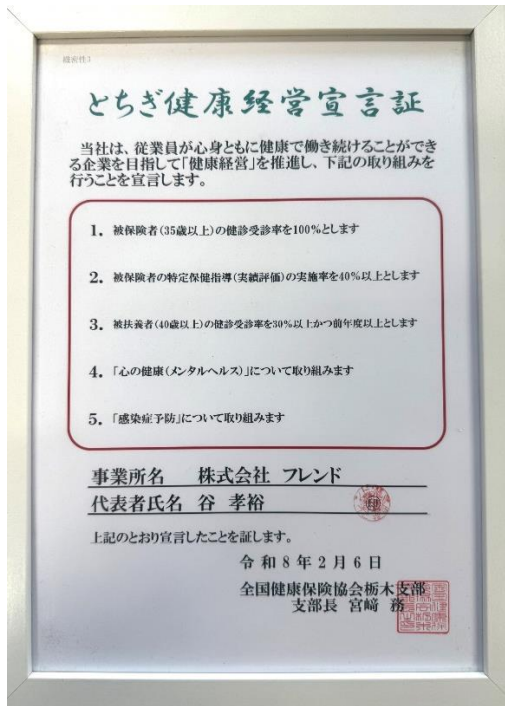 機密性3
とちぎ健康経営宣言証
当社は、従業員が心身ともに健康で働き続けることができ
る企業を目指して「健康経営」を推進し、下記の取り組みを
行うことを宣言します。
1. 被保険者(35歳以上)の健診受診率を100%とします
2. 被保険者の特定保健指導(実績評価)の実施率を40%以上とします
3. 被扶養者(40歳以上)の健診受診率を30%以上かつ前年度以上とします
4. 「心の健康(メンタルヘルス)」について取り組みます
5. 「感染症予防」について取り組みます
事業所名 株式会社 フレンド
代表者氏名 谷 孝裕 印
上記のとおり宣言したことを証します。
令和8年2月6日
全国健康保険協会栃木支部
支部長 宮﨑 務